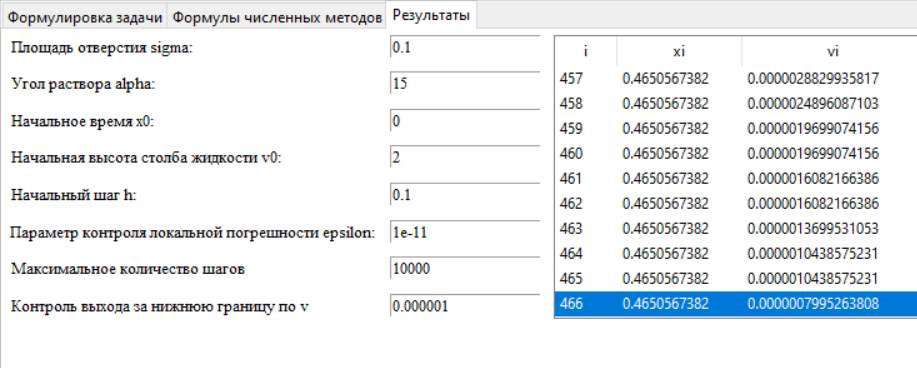 Формулировка задачи Формулы численных методов Результаты
Площадь отверстия sigma: 0.1
Угол раствора alpha: 15
Начальное время x0: 0
Начальная высота столба жидкости v0: 2
Начальный шаг h: 0.1
Параметр контроля локальной погрешности epsilon: 1e-11
Максимальное количество шагов 10000
Контроль выхода за нижнюю границу по v 0.000001
i xi vi
457 0.4650567382 0.0000028829935817
458 0.4650567382 0.0000024896087103
459 0.4650567382 0.0000019699074156
460 0.4650567382 0.0000019699074156
461 0.4650567382 0.0000016082166386
462 0.4650567382 0.0000016082166386
463 0.4650567382 0.0000013699531053
464 0.4650567382 0.0000010438575231
465 0.4650567382 0.0000010438575231
466 0.4650567382 0.0000007995263808